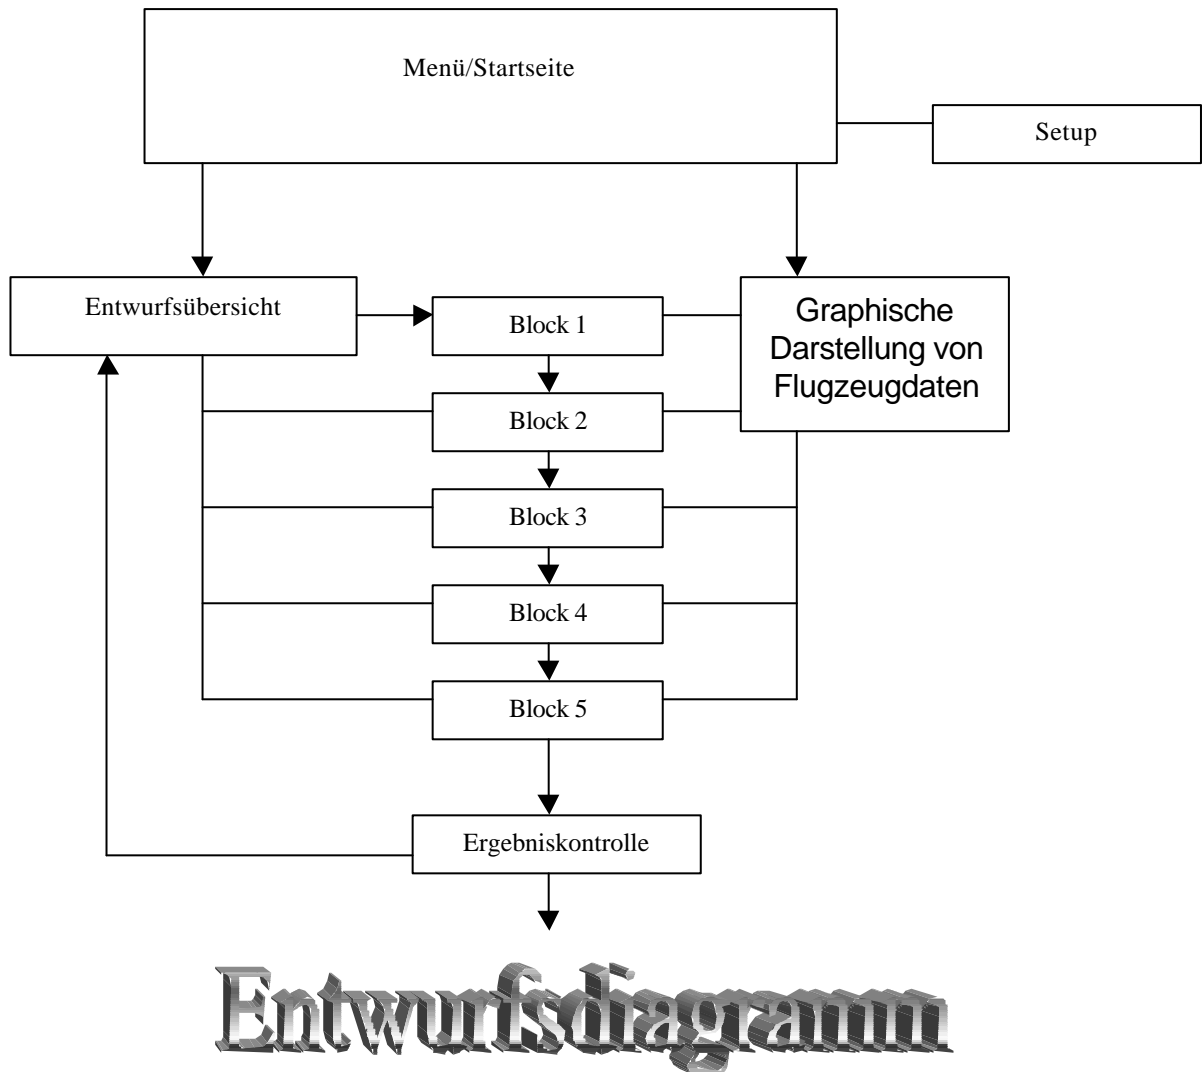 Menü/Startseite
Setup
Entwurfsübersicht
Block 1
Graphische
Darstellung von
Flugzeugdaten
Block 2
Block 3
Block 4
Block 5
Ergebniskontrolle
Entwurfsdiagramm